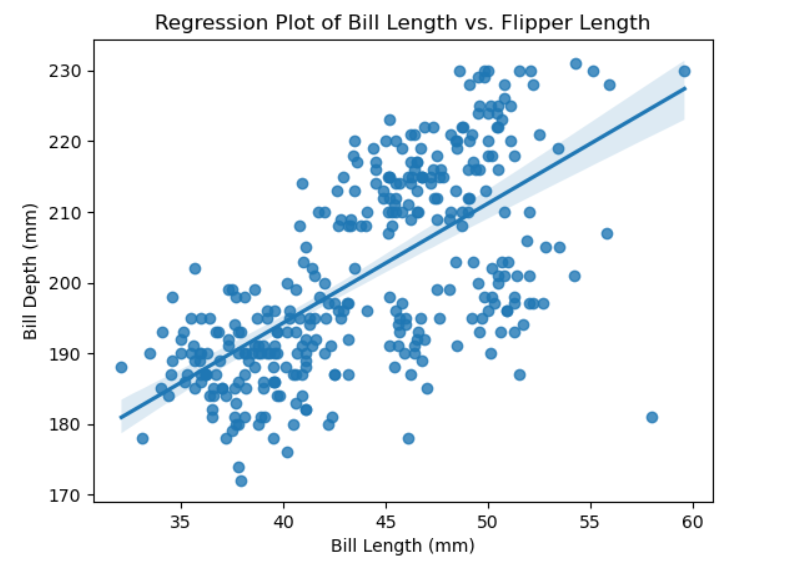 Regression Plot of Bill Length vs. Flipper Length
230
220
210
200
190
180
170
Bill Depth (mm)
35 40 45 50 55 60
Bill Length (mm)